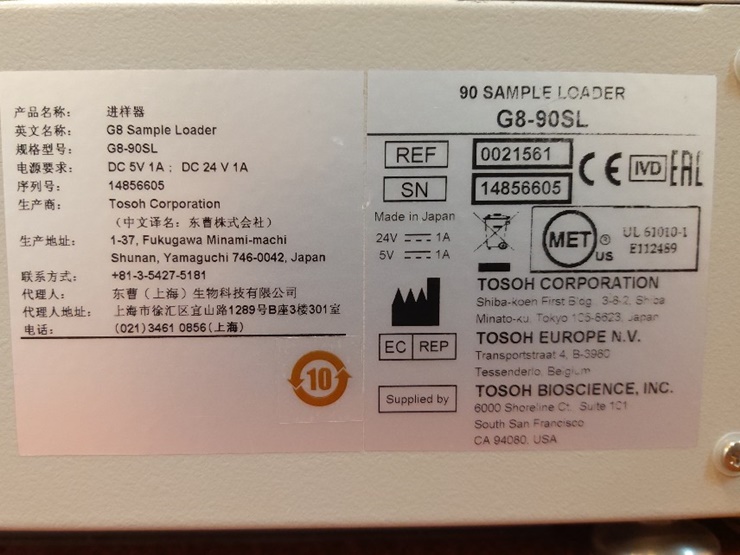 产品名称： 进样器
英文名称： G8 Sample Loader
规格型号： G8-90SL
电源要求： DC 5V 1A； DC 24 V 1A
序列号： 14856605
生产商： Tosoh Corporation
（中文译名：东曹株式会社）
生产地址： 1-37, Fukugawa Minami-machi
Shunan, Yamaguchi 746-0042, Japan
联系方式： +81-3-5427-5181
代理人： 东曹（上海）生物科技有限公司
代理人地址： 上海市徐汇区宜山路1289号B座3楼301室
电话： (021)3461 0856(上海)
10
90 SAMPLE LOADER
G8-90SL
REF 0021561
SN 14856605
CE IVD EAC
Made in Japan
24V 1A
5V 1A
MET ® US
UL 61010-1
E112489
TOSOH CORPORATION
Shiba-koen First Blog. 3-8-2, Shiba
Minato-ku, Tokyo 105-8623, Japan
EC REP
TOSOH EUROPE N.V.
Transportstraat 4, B-3980
Tessenderlo, Belgium
Supplied by
TOSOH BIOSCIENCE, INC.
6000 Shoreline Ct. Suite 101
South San Francisco
CA 94080, USA